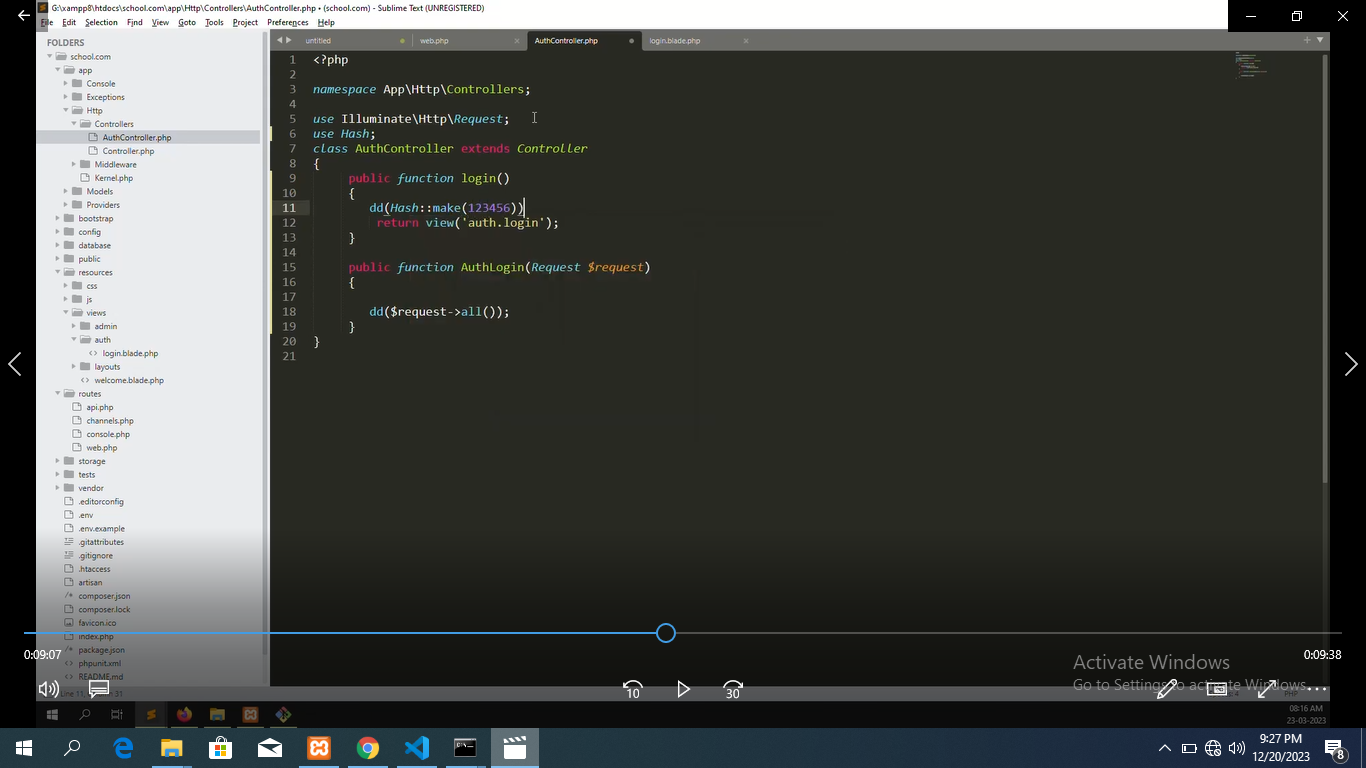 G:\xampp8\htdocs\school.com\app\Http\Controllers\AuthController.php • (school.com) - Sublime Text (UNREGISTERED)
File Edit Selection Find View Goto Tools Project Preferences Help
FOLDERS
school.com
app
Console
Exceptions
Http
Controllers
AuthController.php
Controller.php
Middleware
Kernel.php
Models
Providers
bootstrap
config
database
public
resources
css
js
views
admin
auth
login.blade.php
layouts
welcome.blade.php
routes
api.php
channels.php
console.php
web.php
storage
tests
vendor
.editorconfig
.env
.env.example
.gitattributes
.gitignore
.htaccess
artisan
composer.json
composer.lock
favicon.ico
index.php
package.json
phpunit.xml
README.md
untitled web.php AuthController.php login.blade.php
1 <?php
2
3 namespace App\Http\Controllers;
4
5 use Illuminate\Http\Request;
6 use Hash;
7 class AuthController extends Controller
8 {
9 public function login()
10 {
11 dd(Hash::make(123456))
12 return view('auth.login');
13 }
14
15 public function AuthLogin(Request $request)
16 {
17
18 dd($request->all());
19 }
20 }
21
0:09:07
0:09:38
Activate Windows
Go to Settings to activate Windows.
10
30
PHP
08:16 AM
23-03-2023
9:27 PM
12/20/2023
8